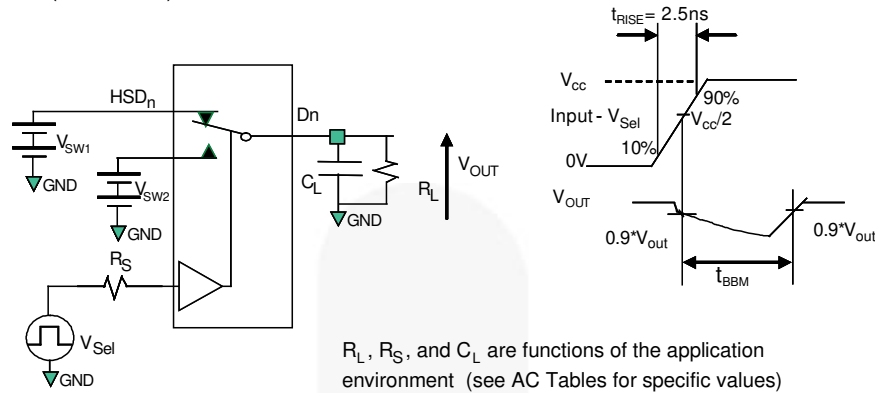 tRISE= 2.5ns
HSDn
Dn
VSW1
GND
VSW2
GND
CL
RL
VOUT
GND
RS
VSel
GND
Vcc
Input - VSel
90%
Vcc/2
10%
0V
VOUT
0.9*Vout
0.9*Vout
tBBM
RL, RS, and CL are functions of the application
environment (see AC Tables for specific values)